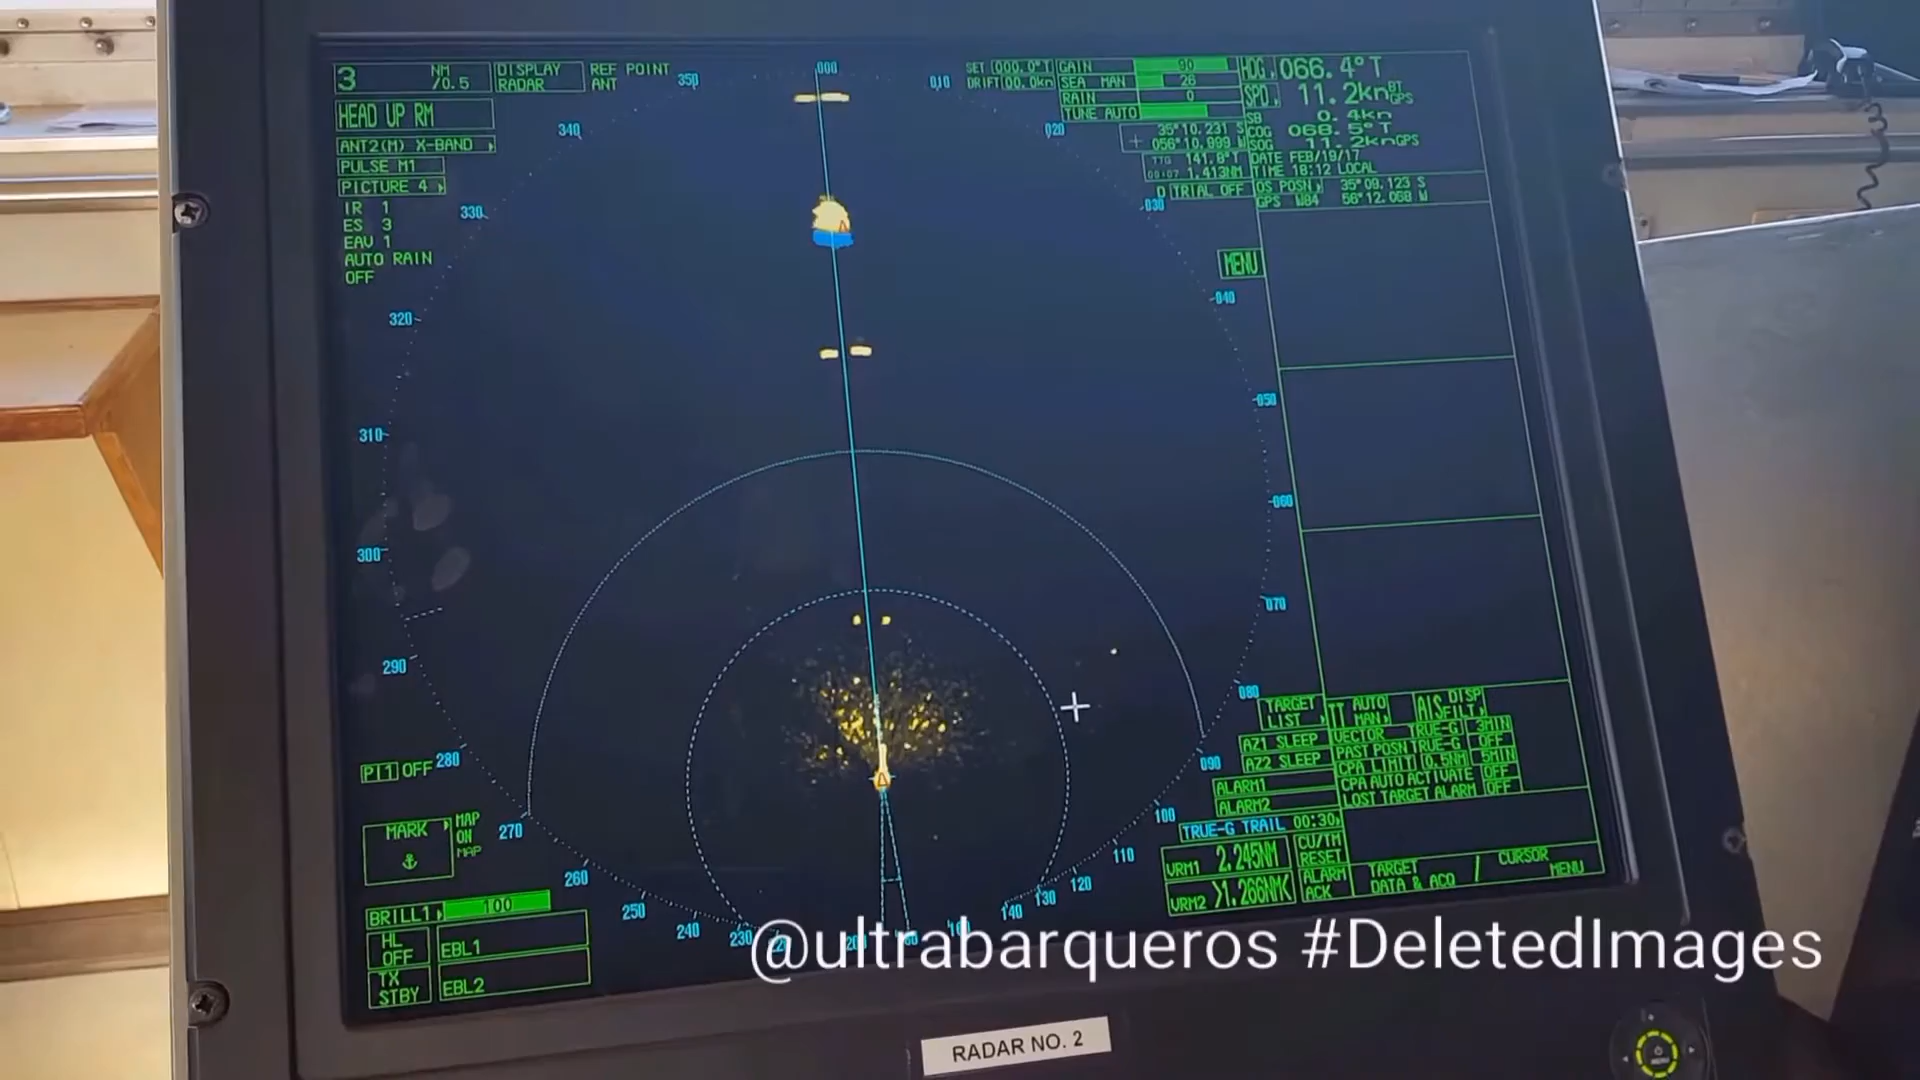 3 NM /0.5
DISPLAY RADAR
REF POINT ANT
HEAD UP RM
ANT2(M) X-BAND
PULSE M1
PICTURE 4
IR 1
ES 3
EAV 1
AUTO RAIN
OFF
350 000 010
340 020
330 030
320 040
310 050
300 060
290 070
280 080
270 090
260 100
250 110
240 120
230 130
140
SET 000.0°T
DRIFT 00.0kn
GAIN 90
SEA MAN 26
RAIN 0
TUNE AUTO
35°10.231 S
056°10.999 W
141.8°T
1.413NM
TRIAL OFF
HDG 066.4°T
SPD 11.2kn BT GPS
SB 0.4kn
COG 068.5°T
SOG 11.2kn GPS
DATE FEB/19/17
TIME 18:12 LOCAL
OS POSN 35°09.123 S
GPS W84 56°12.068 W
MENU
TARGET LIST
TT AUTO MAN
AIS DISP FILT
AZ1 SLEEP
AZ2 SLEEP
VECTOR TRUE-G 3MIN
PAST POSN TRUE-G OFF
CPA LIMIT 0.5NM 5MIN
CPA AUTO ACTIVATE OFF
LOST TARGET ALARM OFF
ALARM1
ALARM2
TRUE-G TRAIL 00:30
VRM1 2.245NM
VRM2 >1.266NM<
CU/TM RESET
ALARM ACK
TARGET DATA & ACQ / CURSOR MENU
PI1 OFF
MARK
MAP ON
MAP
BRILL1 100
HL OFF
EBL1
TX STBY
EBL2
@ultrabarqueros #DeletedImages
RADAR NO. 2